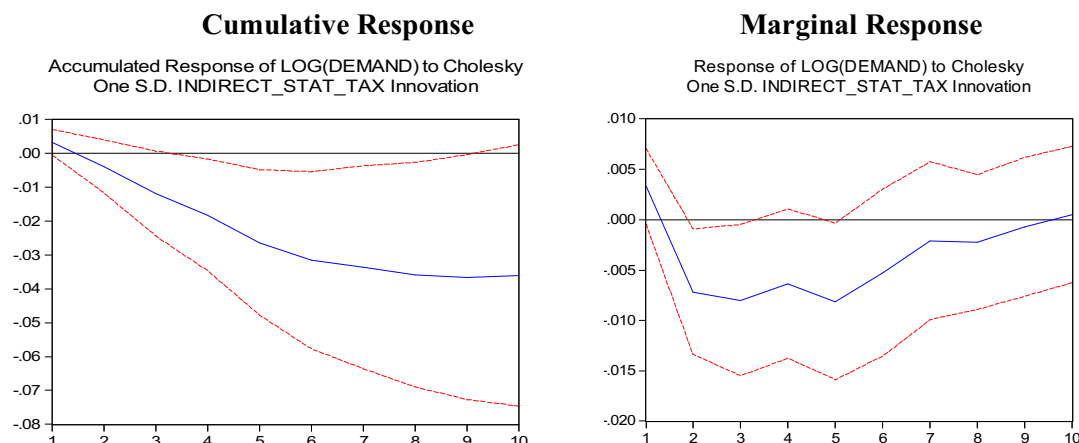 Cumulative Response
Accumulated Response of LOG(DEMAND) to Cholesky
One S.D. INDIRECT_STAT_TAX Innovation
.01
.00
-.01
-.02
-.03
-.04
-.05
-.06
-.07
-.08
1 2 3 4 5 6 7 8 9 10
Marginal Response
Response of LOG(DEMAND) to Cholesky
One S.D. INDIRECT_STAT_TAX Innovation
.010
.005
.000
-.005
-.010
-.015
-.020
1 2 3 4 5 6 7 8 9 10